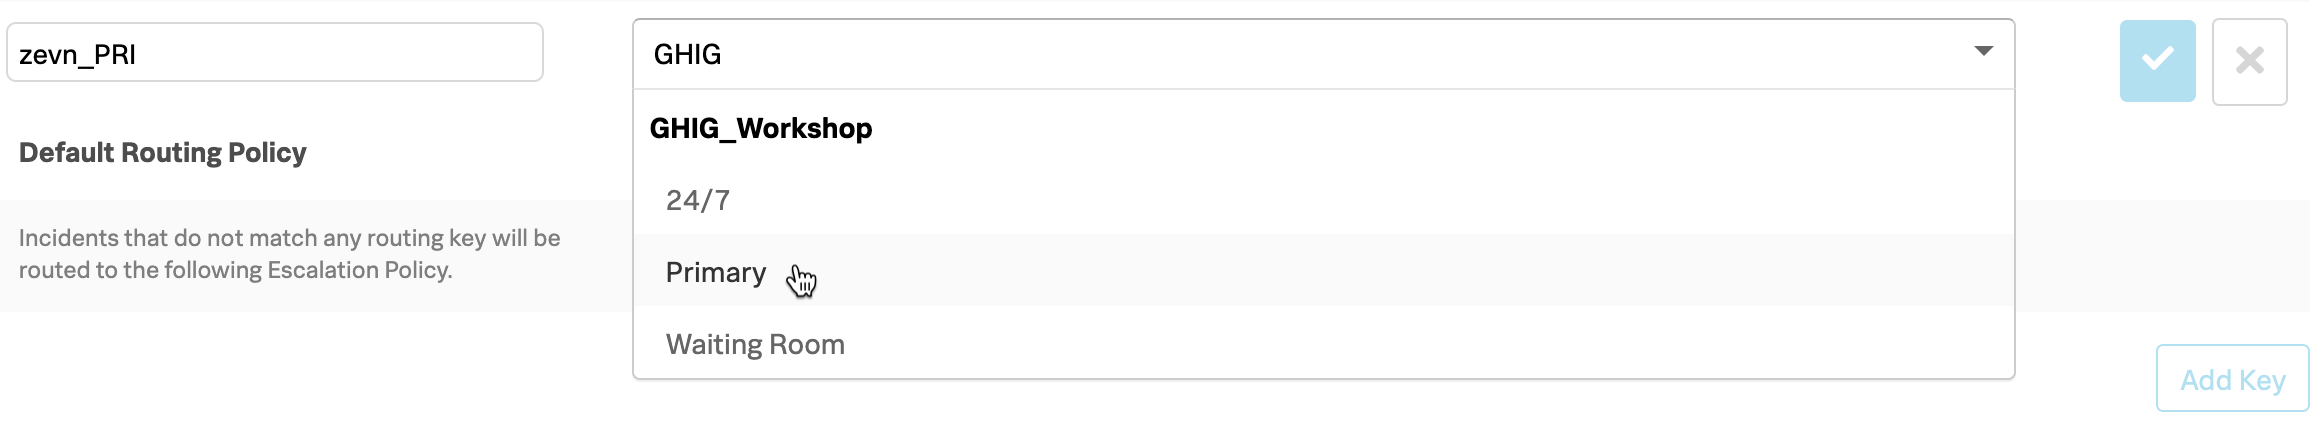 zevn_PRI
GHIG
GHIG_Workshop
Default Routing Policy
24/7
Incidents that do not match any routing key will be
routed to the following Escalation Policy.
Primary
Waiting Room
Add Key